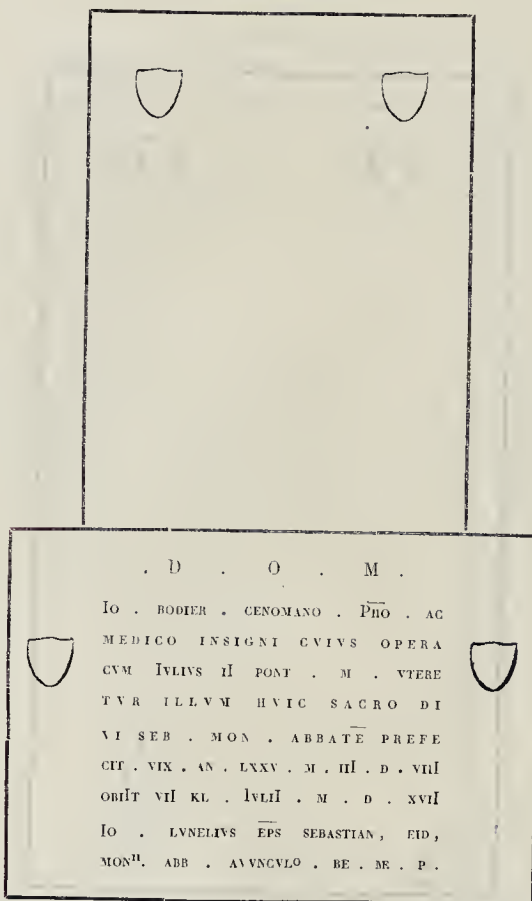 . D . O . M .
Io . BODIER . CENOMANO . P̅H̅O . AC
MEDICO INSIGNI CVIVS OPERA
CVM IVLIVS II PONT . M . VTERE
TVR ILLVM HVIC SACRO DI
VI SEB . MON . ABBATE̅ PREFE
CIT . VIX . AN . LXXV . M . III . D . VIII
OBIIT VII KL . IVLII . M . D . XVII
Io . LVNELIVS E̅P̅S SEBASTIAN, EID,
MONII. ABB . AVVNCVLO . BE . ME . P .